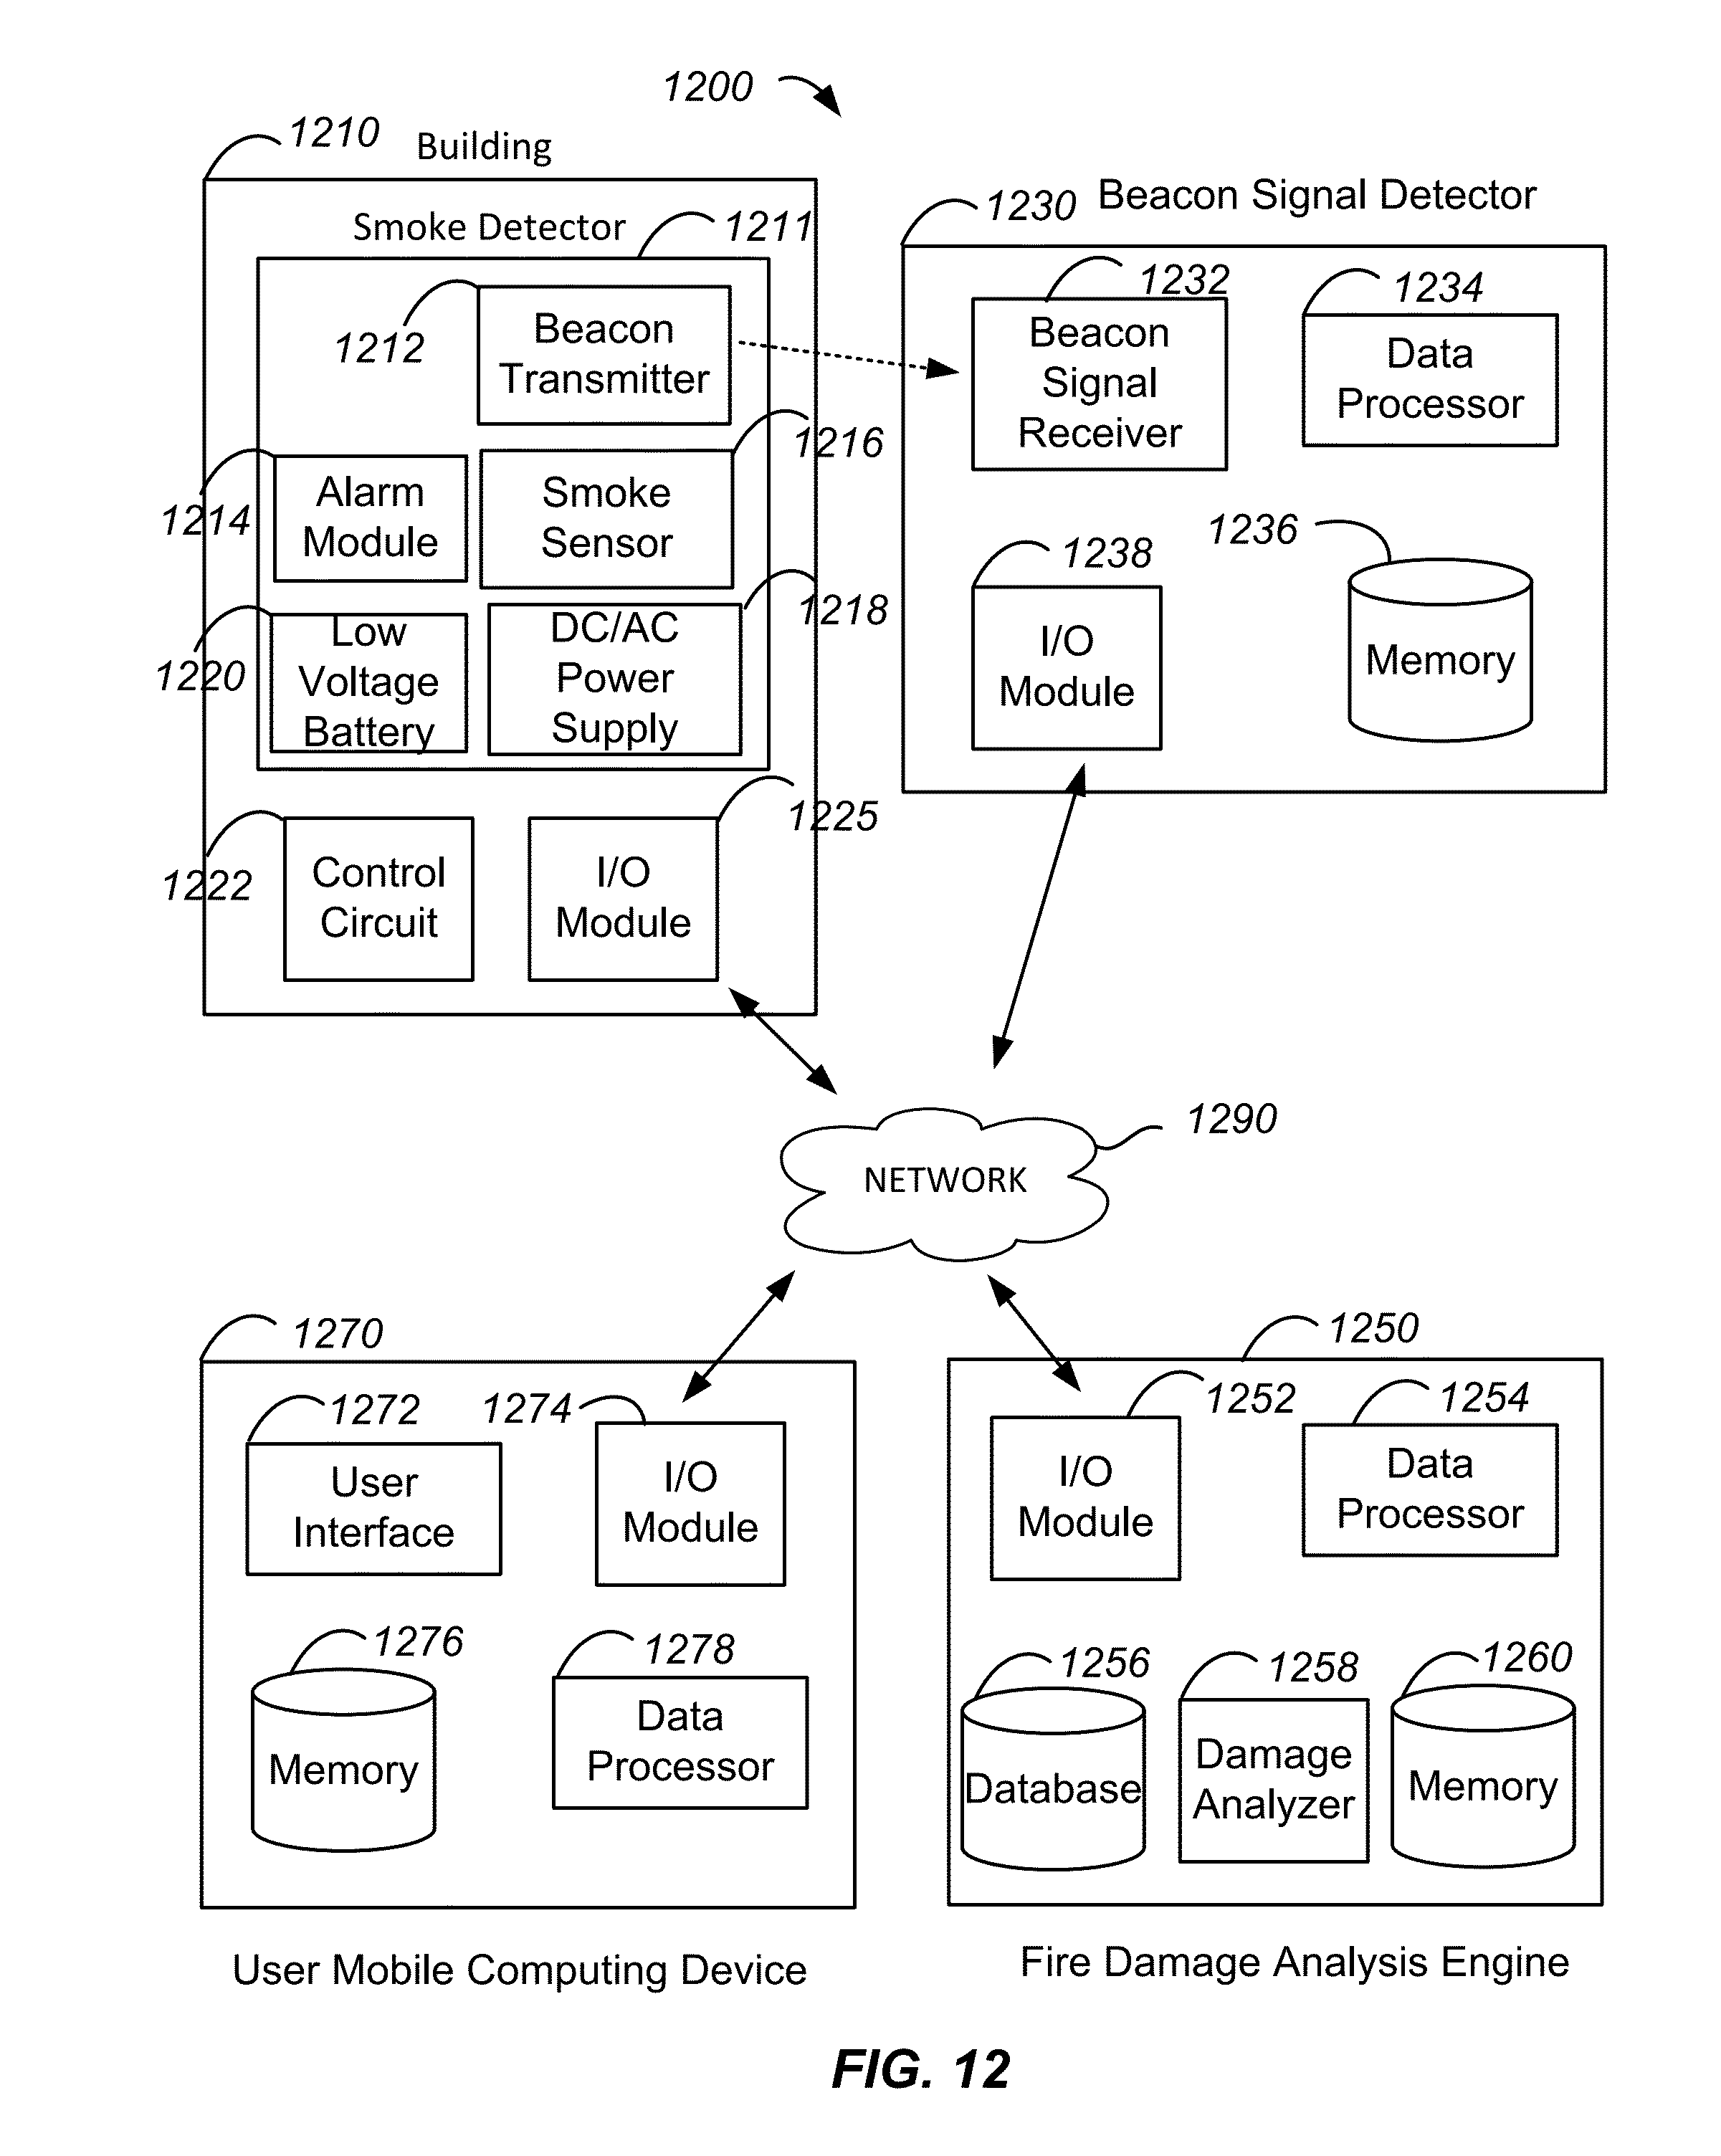 1200
1210
Building
Smoke Detector
1211
1212
Beacon
Transmitter
1214
Alarm
Module
1216
Smoke
Sensor
1220
Low
Voltage
Battery
1218
DC/AC
Power
Supply
1222
Control
Circuit
1225
I/O
Module
1230
Beacon Signal Detector
1232
Beacon
Signal
Receiver
1234
Data
Processor
1238
I/O
Module
1236
Memory
1290
NETWORK
1270
1272
User
Interface
1274
I/O
Module
1276
Memory
1278
Data
Processor
User Mobile Computing Device
1250
1252
I/O
Module
1254
Data
Processor
1256
Database
1258
Damage
Analyzer
1260
Memory
Fire Damage Analysis Engine
FIG. 12